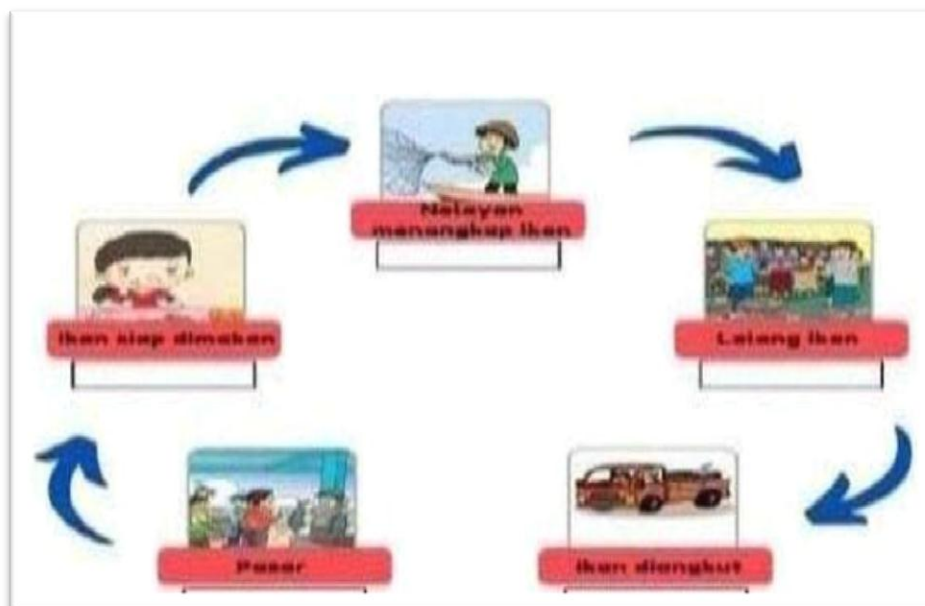 Nelayan
menangkap ikan
Lelang ikan
Ikan diangkut
Pasar
Ikan siap dimakan